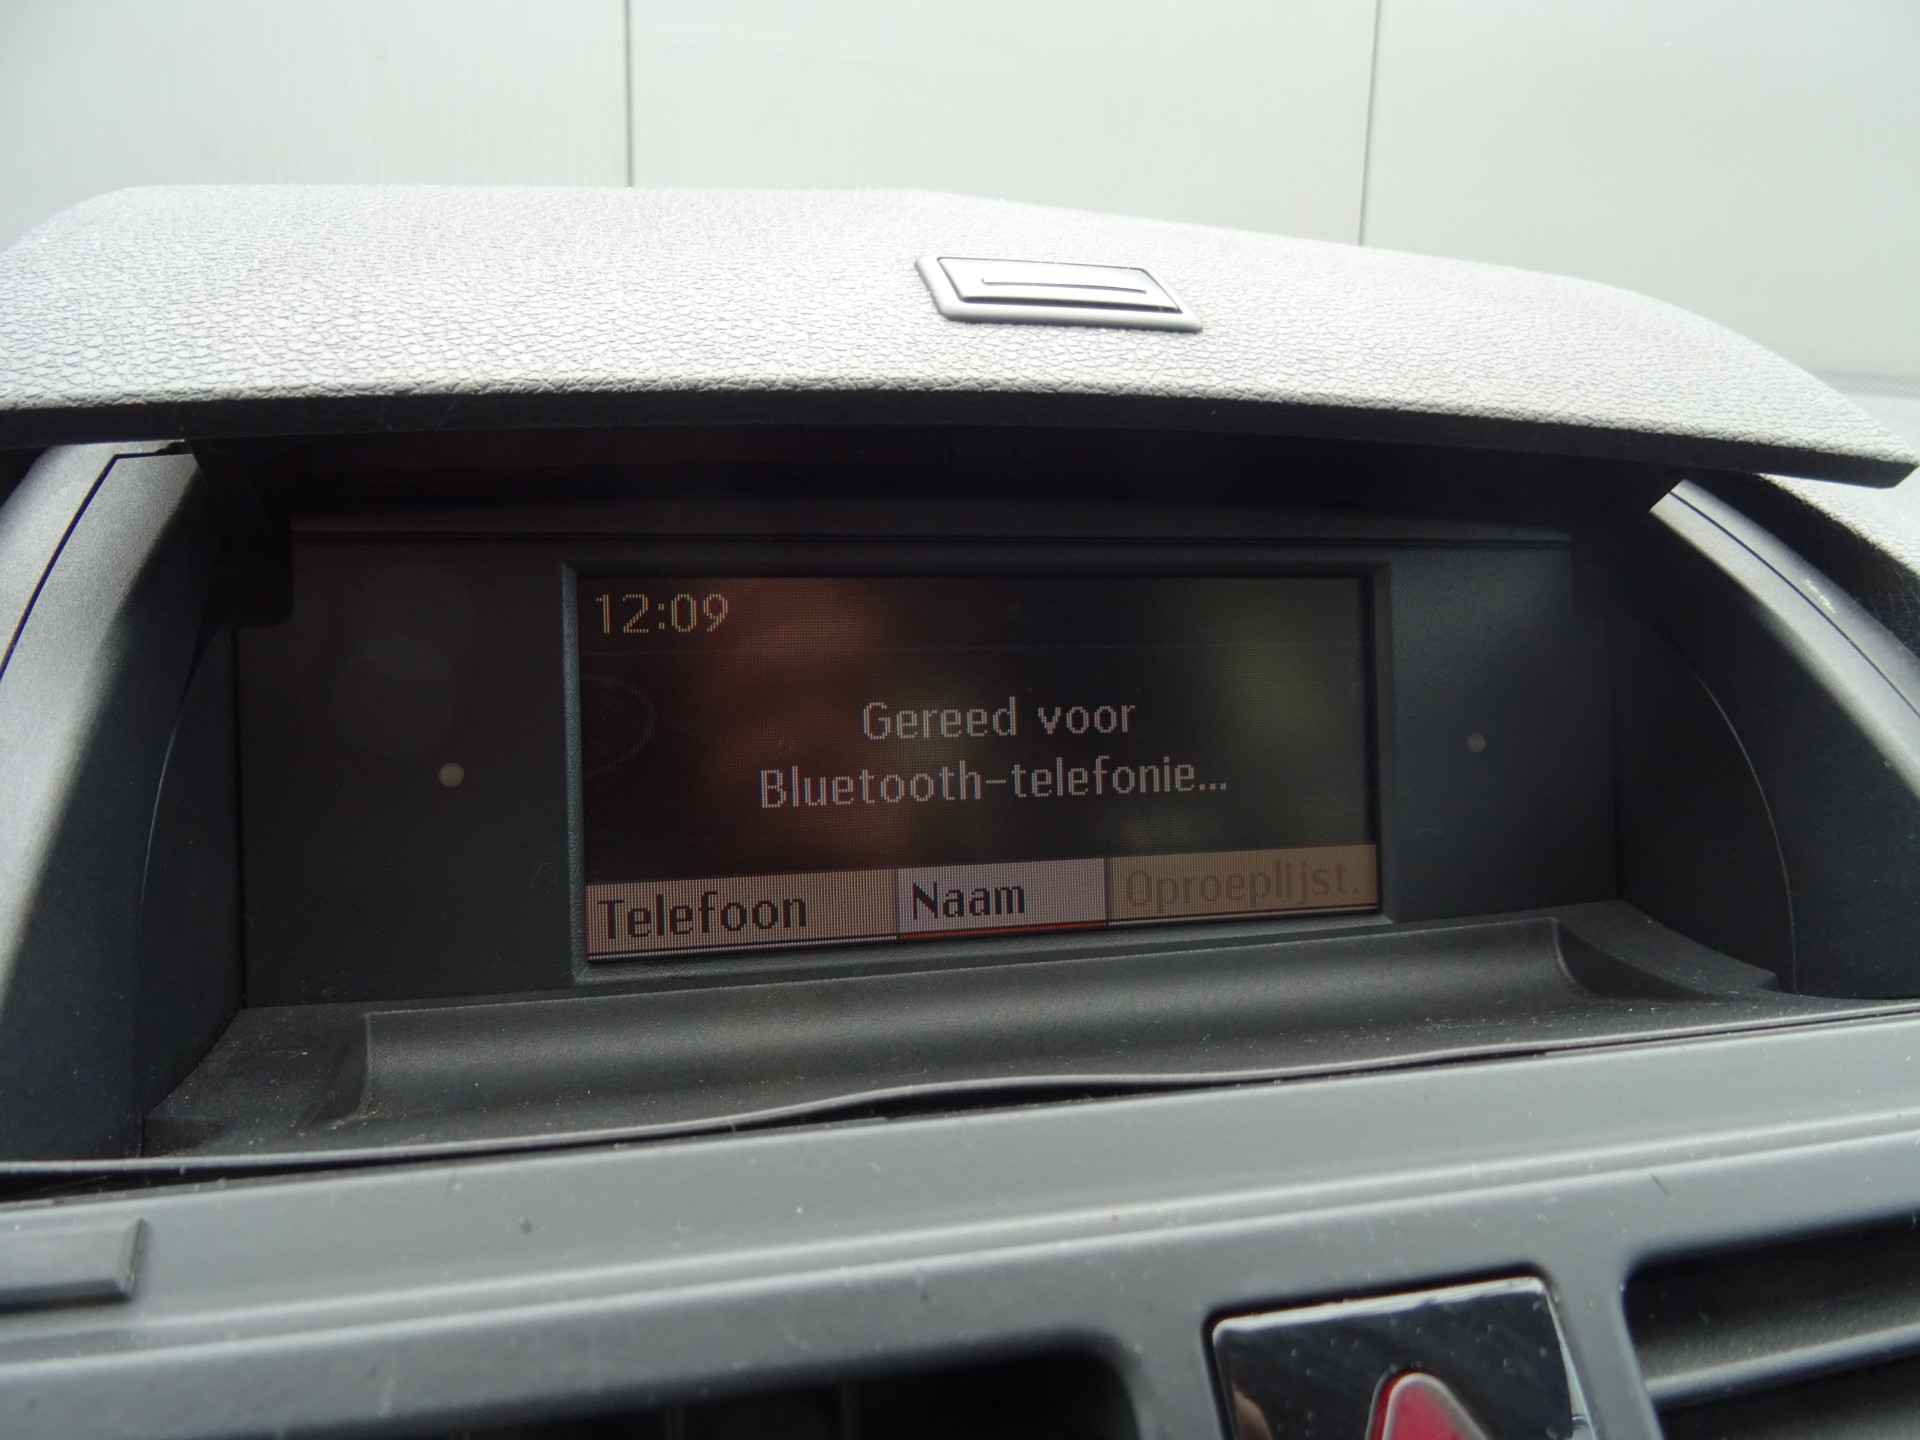 12:09
Gereed voor
Bluetooth-telefonie...
Telefoon Naam Oproeplijst.